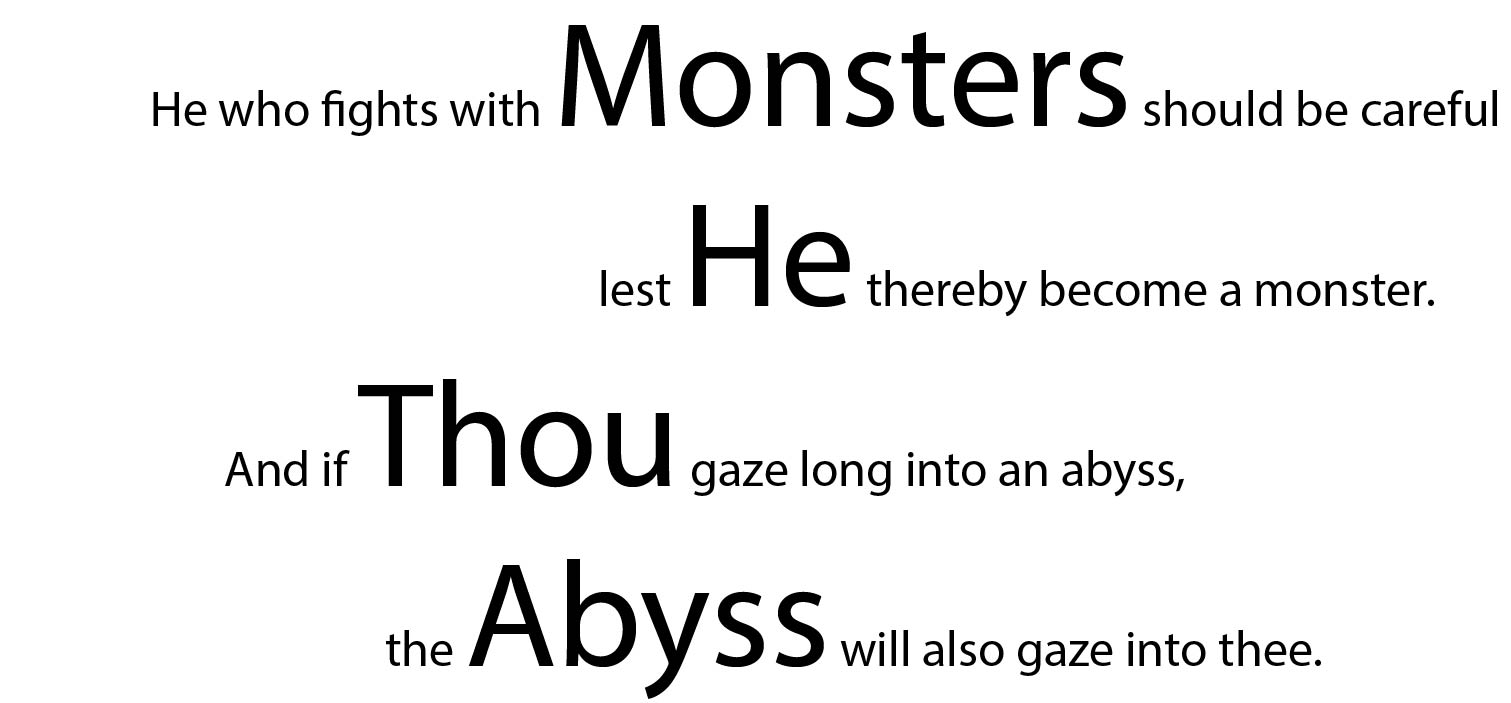 He who fights with Monsters should be careful
lest He thereby become a monster.
And if Thou gaze long into an abyss,
the Abyss will also gaze into thee.